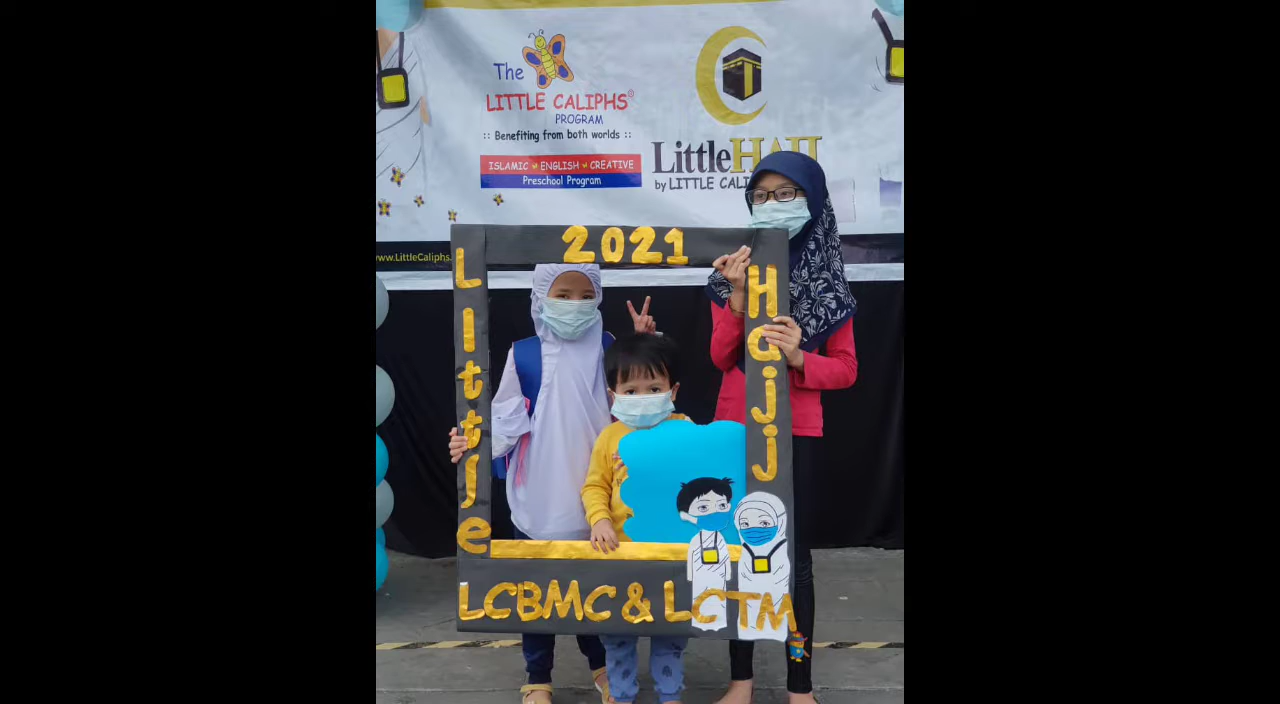 The
LITTLE CALIPHS®
PROGRAM
:: Benefiting from both worlds ::
ISLAMIC ENGLISH CREATIVE
Preschool Program
LittleHAJJ
by LITTLE CALI
www.LittleCaliphs.
2021
Little
Hajj
LCBMC & LCTM